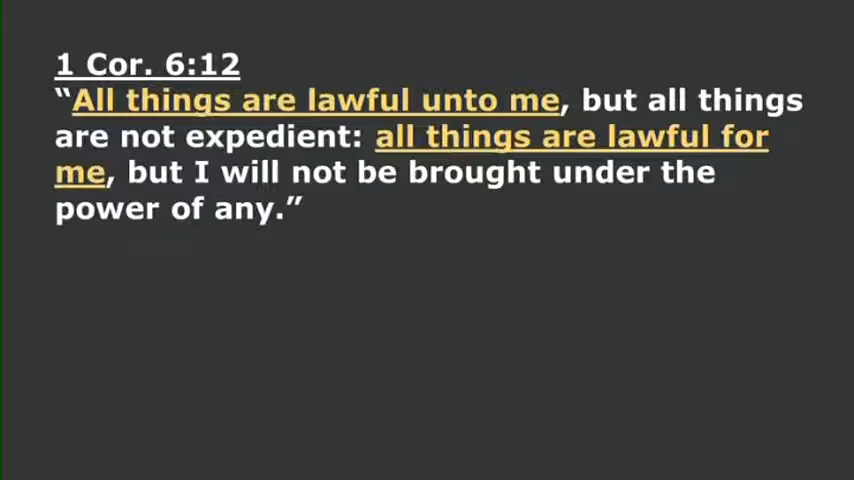 1 Cor. 6:12
“All things are lawful unto me, but all things
are not expedient: all things are lawful for
me, but I will not be brought under the
power of any.”